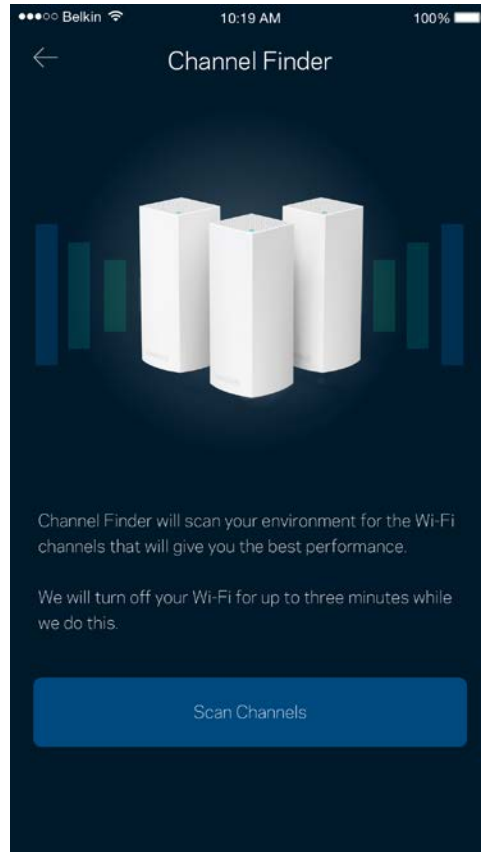 Belkin 10:19 AM 100%
Channel Finder
Channel Finder will scan your environment for the Wi-Fi
channels that will give you the best performance.
We will turn off your Wi-Fi for up to three minutes while
we do this.
Scan Channels